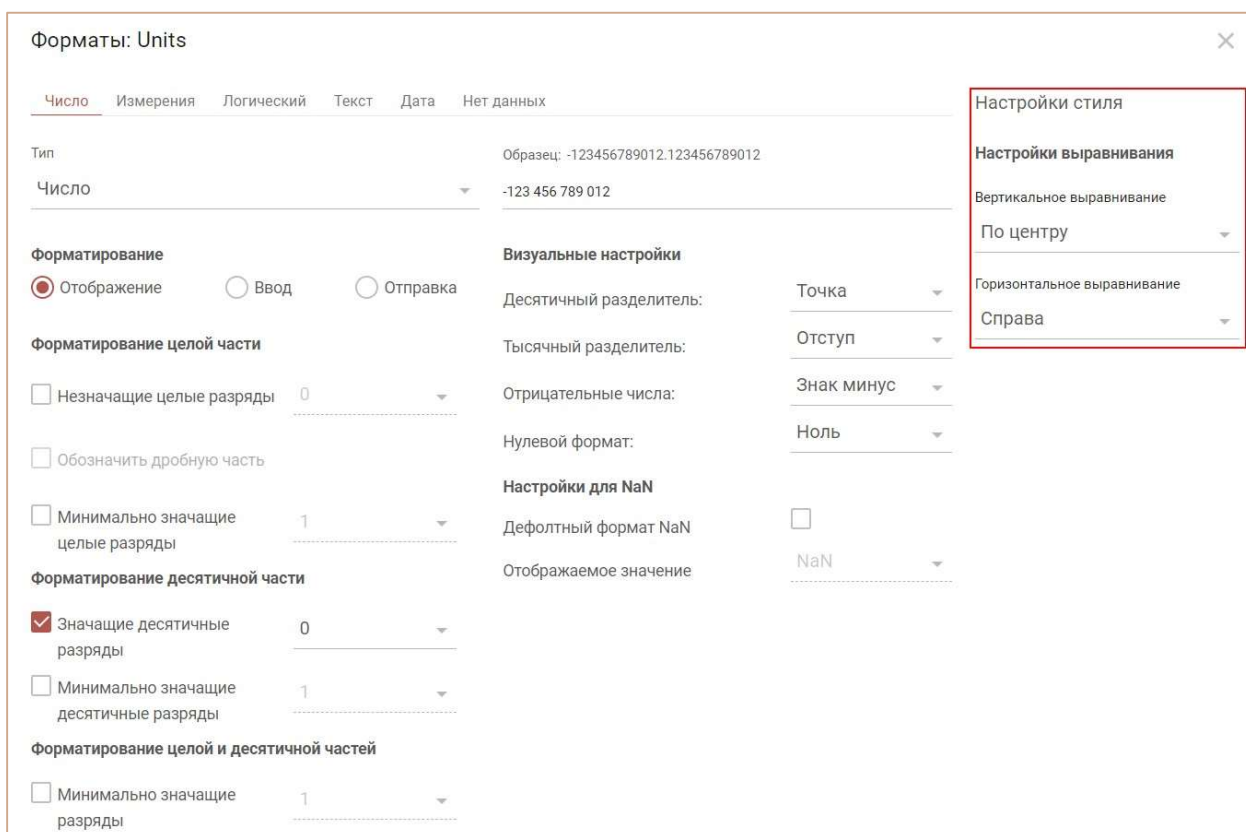 Форматы: Units
Число Измерения Логический Текст Дата Нет данных
Тип
Число
Образец: -123456789012.123456789012
-123 456 789 012
Форматирование
Отображение Ввод Отправка
Форматирование целой части
Незначащие целые разряды 0
Обозначить дробную часть
Минимально значащие 1
целые разряды
Форматирование десятичной части
Значащие десятичные 0
разряды
Минимально значащие 1
десятичные разряды
Форматирование целой и десятичной частей
Минимально значащие 1
разряды
Визуальные настройки
Десятичный разделитель: Точка
Тысячный разделитель: Отступ
Отрицательные числа: Знак минус
Нулевой формат: Ноль
Настройки для NaN
Дефолтный формат NaN
Отображаемое значение NaN
Настройки стиля
Настройки выравнивания
Вертикальное выравнивание
По центру
Горизонтальное выравнивание
Справа